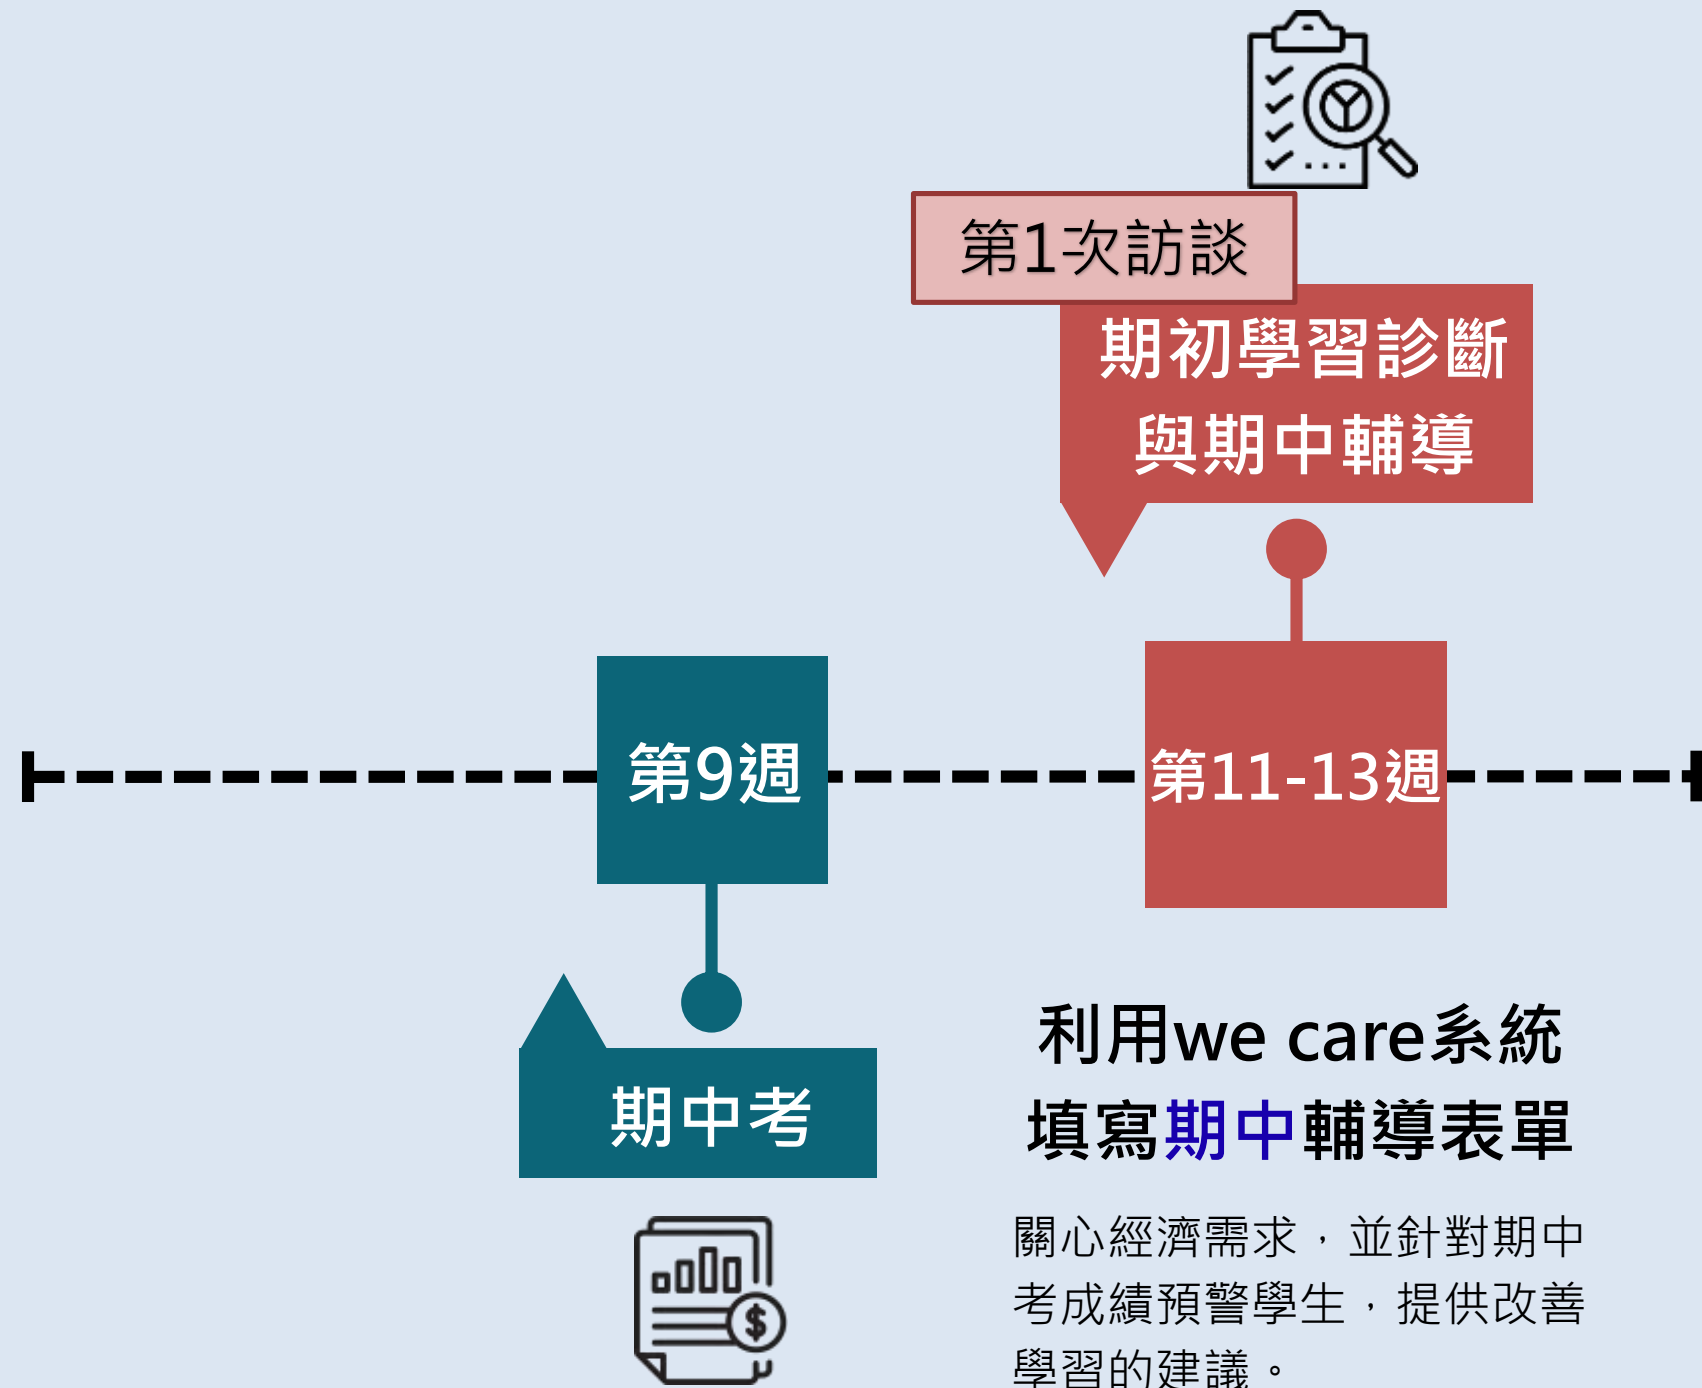 第1次訪談
期初學習診斷
與期中輔導
第9週
第11-13週
期中考
利用we care系統
填寫期中輔導表單
關心經濟需求，並針對期中
考成績預警學生，提供改善
學習的建議。